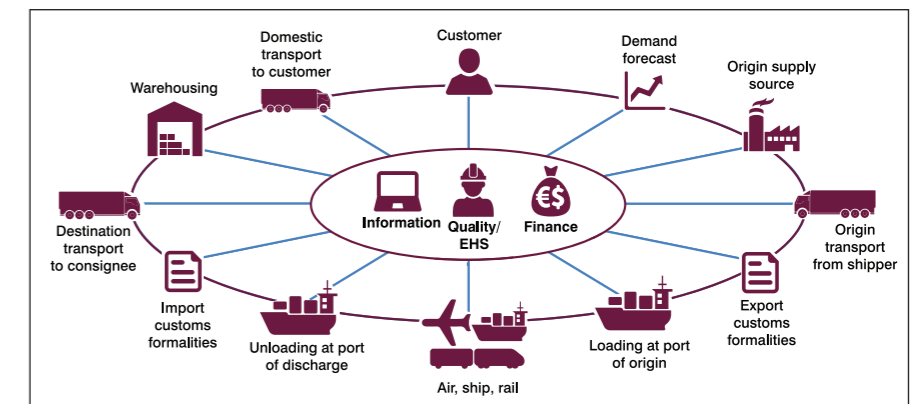 Customer
Demand
forecast
Origin supply
source
Origin
transport
from shipper
Export
customs
formalities
Loading at port
of origin
Air, ship, rail
Unloading at port
of discharge
Import
customs
formalities
Destination
transport
to consignee
Warehousing
Domestic
transport
to customer
Information
Quality/
EHS
€$
Finance